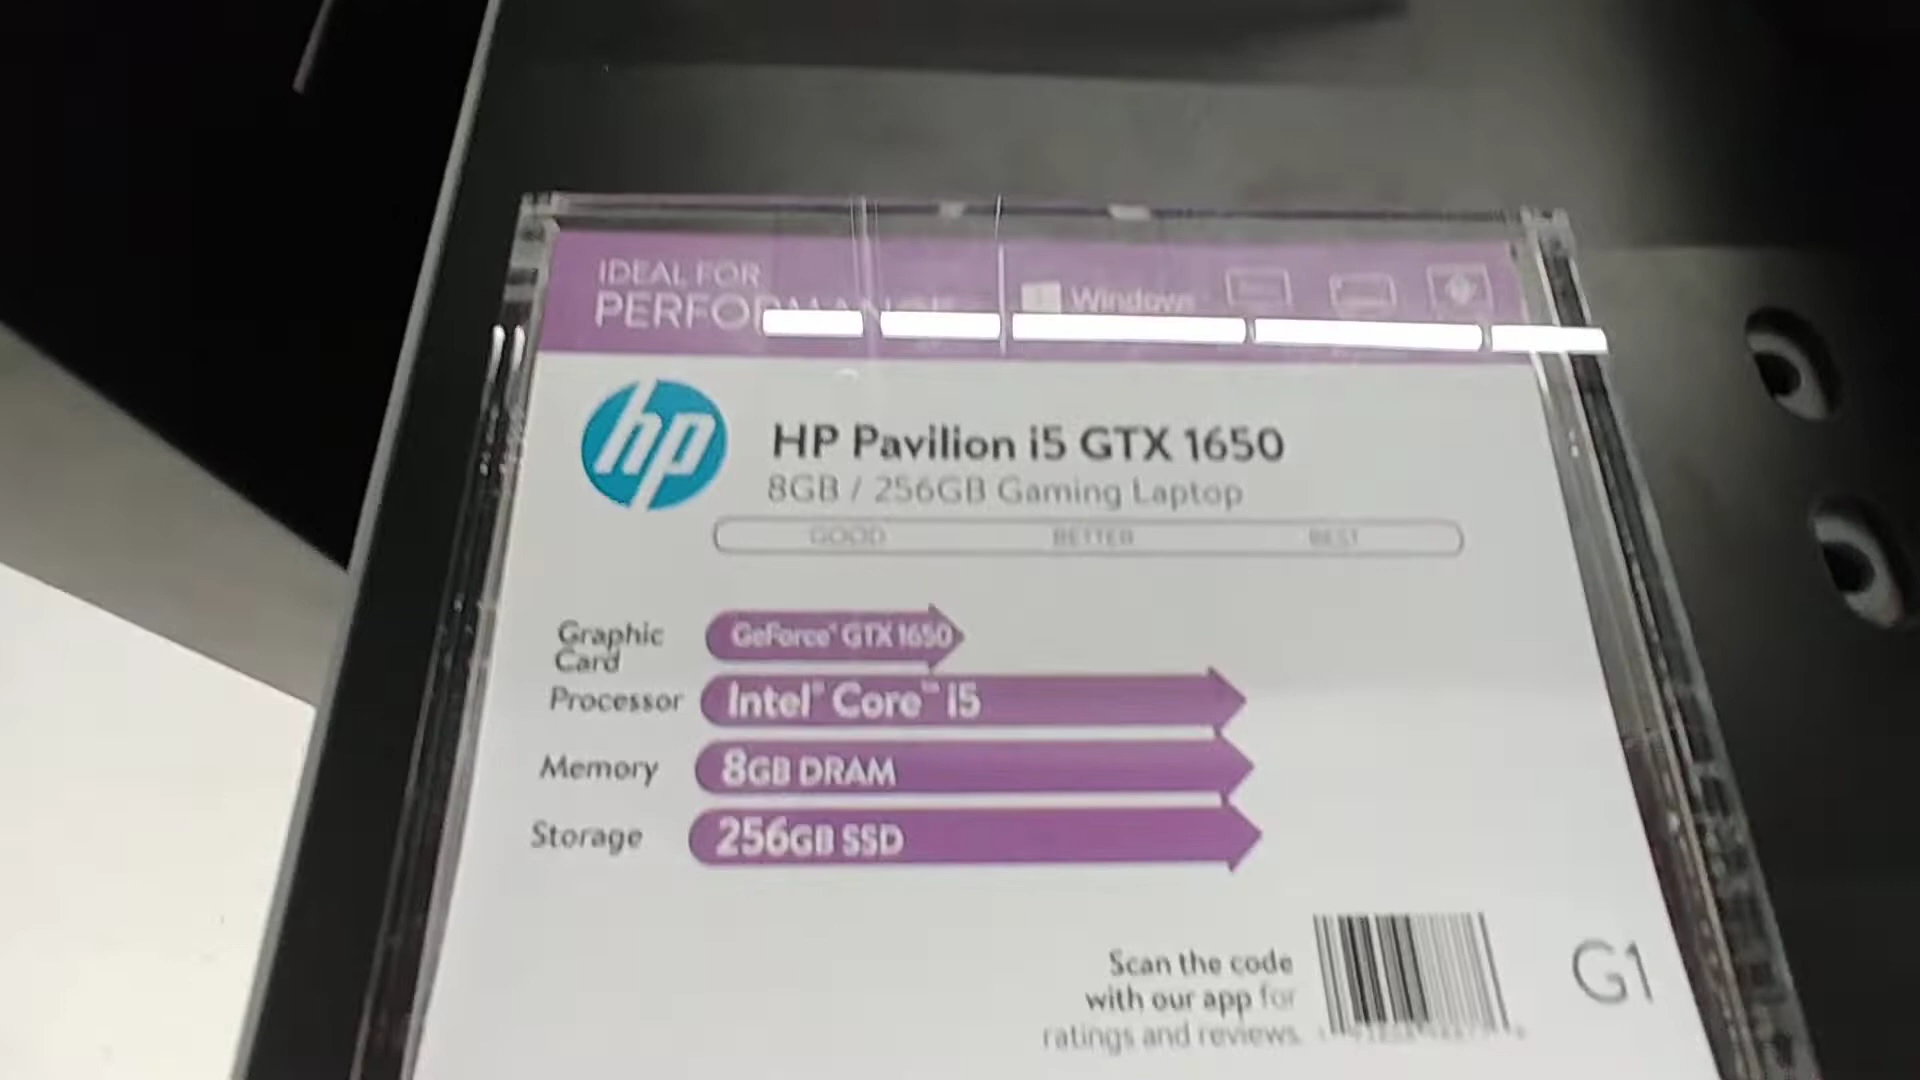 IDEAL FOR
PERFORMANCE
Windows
hp
HP Pavilion i5 GTX 1650
8GB / 256GB Gaming Laptop
GOOD BETTER BEST
Graphic
Card
GeForce® GTX 1650
Processor Intel® Core™ i5
Memory 8GB DRAM
Storage 256GB SSD
Scan the code
with our app for
ratings and reviews.
G1